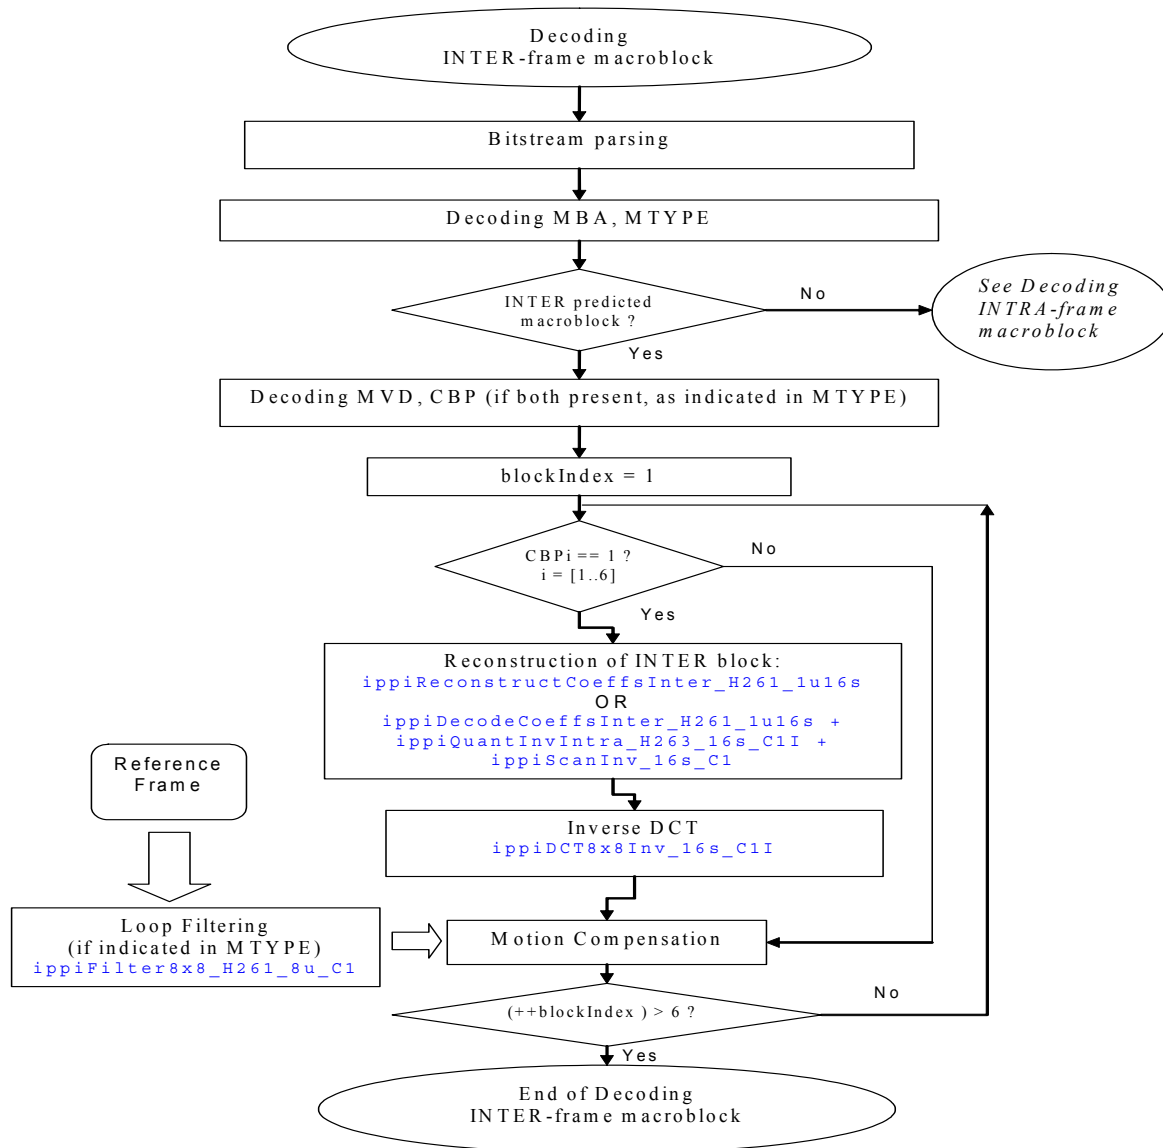 Decoding
INTER-frame macroblock
Bitstream parsing
Decoding MBA, MTYPE
INTER predicted
macroblock ?
No
See Decoding
INTRA-frame
macroblock
Yes
Decoding MVD, CBP (if both present, as indicated in MTYPE)
blockIndex = 1
CBPi == 1 ?
i = [1..6]
No
Yes
Reconstruction of INTER block:
ippiReconstructCoeffsInter_H261_1u16s
OR
ippiDecodeCoeffsInter_H261_1u16s +
ippiQuantInvIntra_H263_16s_C1I +
ippiScanInv_16s_C1
Reference
Frame
Inverse DCT
ippiDCT8x8Inv_16s_C1I
Loop Filtering
(if indicated in MTYPE)
ippiFilter8x8_H261_8u_C1
Motion Compensation
(++blockIndex ) > 6 ?
No
Yes
End of Decoding
INTER-frame macroblock